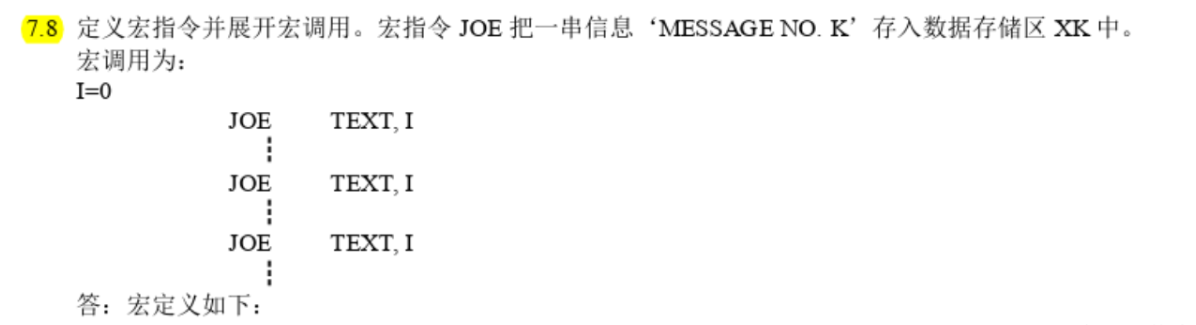 7.8 定义宏指令并展开宏调用。宏指令 JOE 把一串信息‘MESSAGE NO. K’存入数据存储区 XK 中。
宏调用为：
I=0
JOE TEXT, I
JOE TEXT, I
JOE TEXT, I
答：宏定义如下：